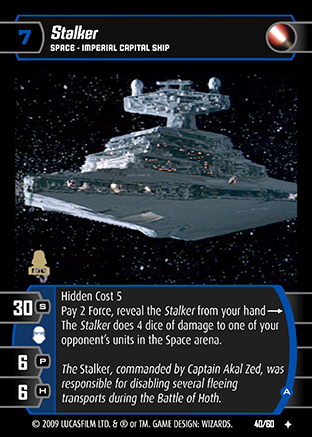 7
Stalker
SPACE - IMPERIAL CAPITAL SHIP
Hidden Cost 5
30 S
Pay 2 Force, reveal the Stalker from your hand →
The Stalker does 4 dice of damage to one of your
opponent's units in the Space arena.
6 P
The Stalker, commanded by Captain Akal Zed, was
responsible for disabling several fleeing
6 H
transports during the Battle of Hoth.
A
© 2009 LUCASFILM LTD. & ® or TM. GAME DESIGN: WIZARDS.
40/60